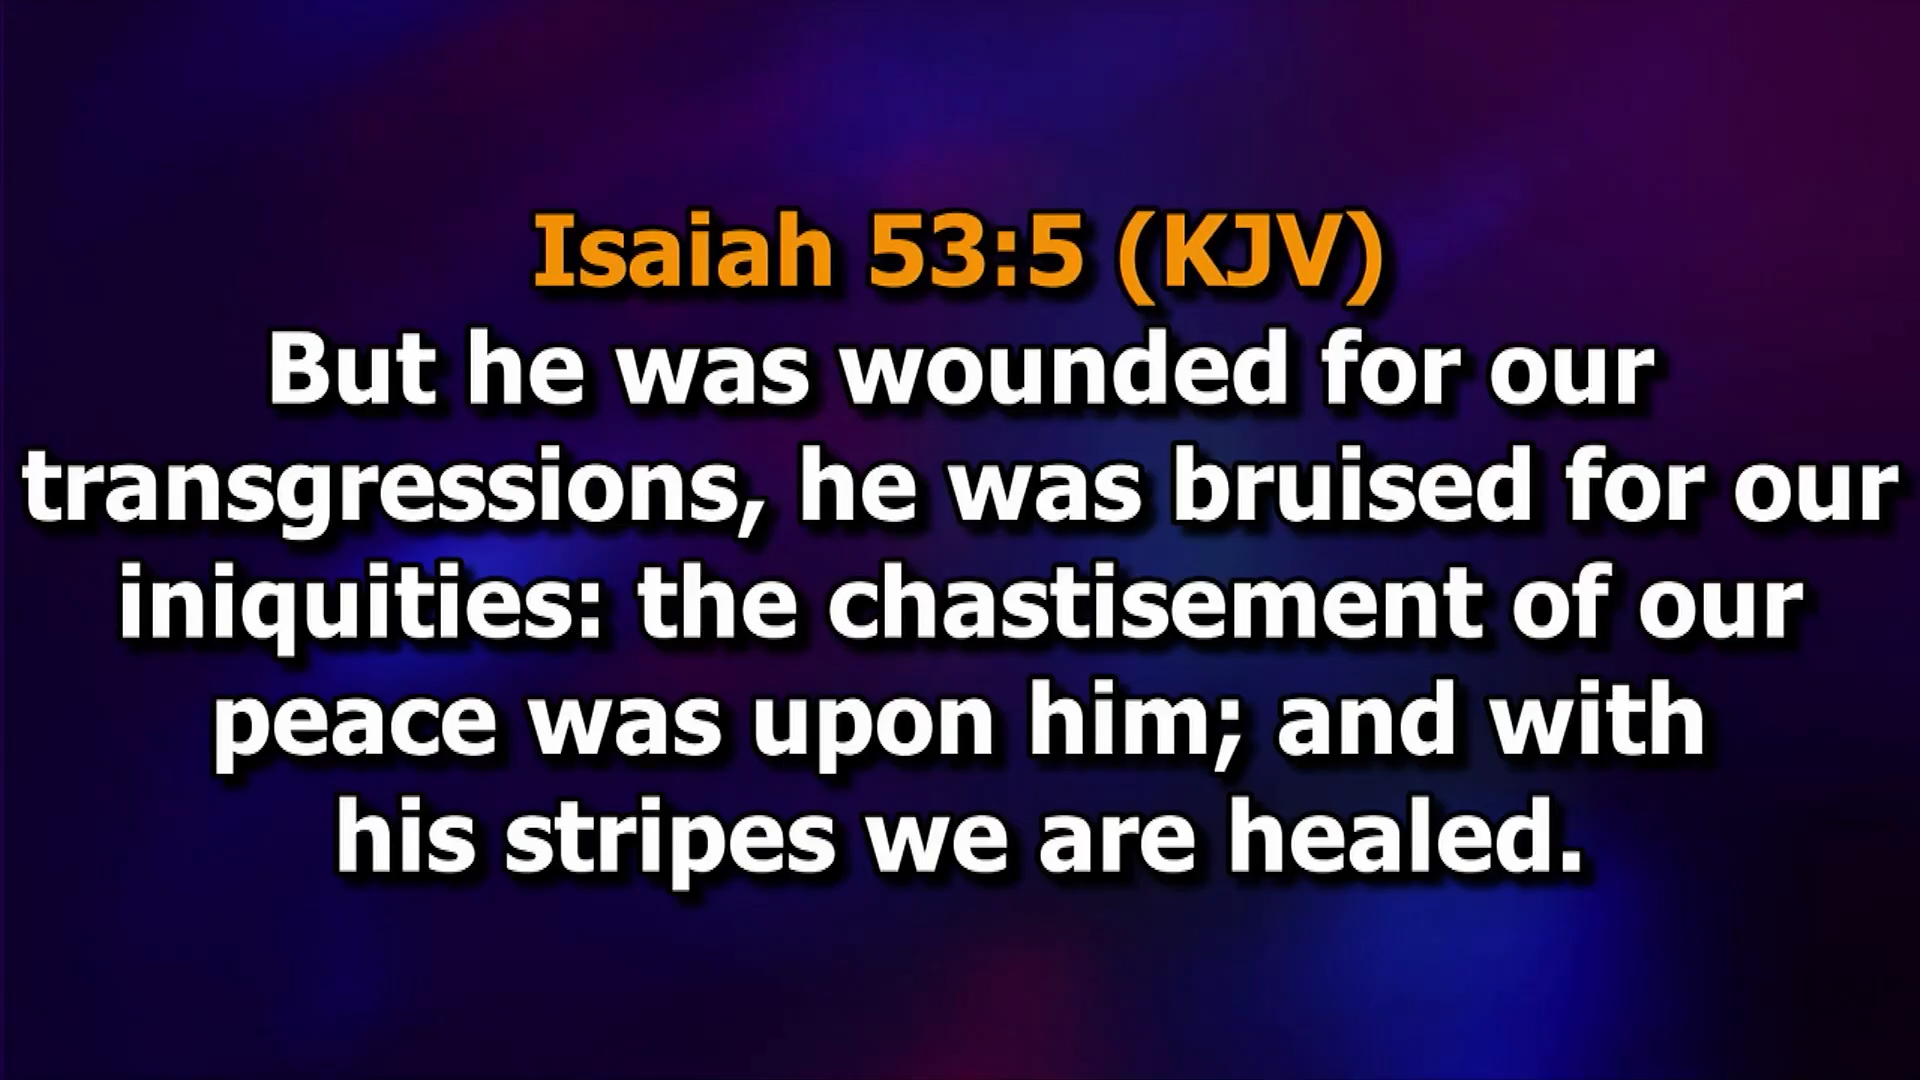 Isaiah 53:5 (KJV)
But he was wounded for our
transgressions, he was bruised for our
iniquities: the chastisement of our
peace was upon him; and with
his stripes we are healed.